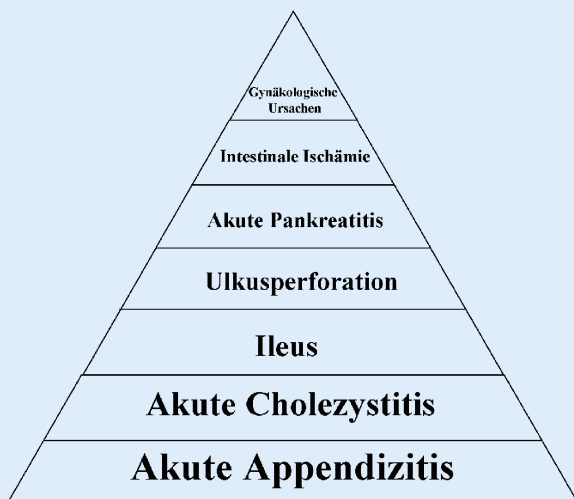 Gynäkologische
Ursachen
Intestinale Ischämie
Akute Pankreatitis
Ulkusperforation
Ileus
Akute Cholezystitis
Akute Appendizitis